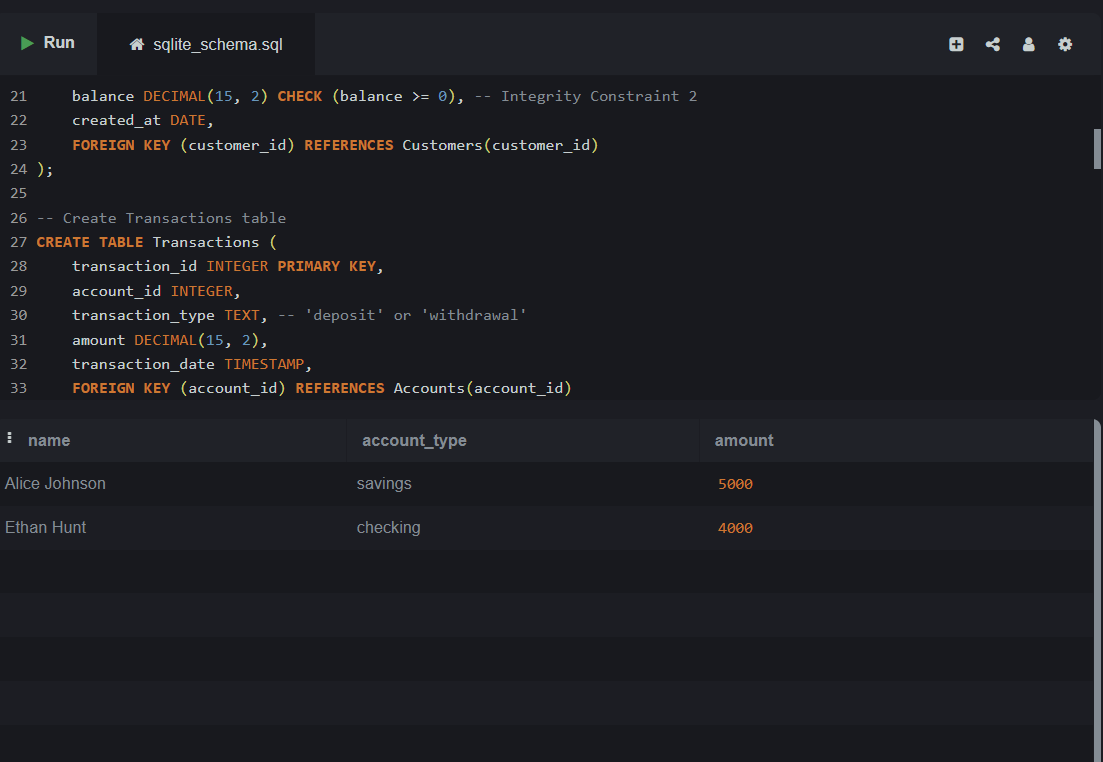 Run
sqlite_schema.sql
21 balance DECIMAL(15, 2) CHECK (balance >= 0), -- Integrity Constraint 2
22 created_at DATE,
23 FOREIGN KEY (customer_id) REFERENCES Customers(customer_id)
24 );
25
26 -- Create Transactions table
27 CREATE TABLE Transactions (
28 transaction_id INTEGER PRIMARY KEY,
29 account_id INTEGER,
30 transaction_type TEXT, -- 'deposit' or 'withdrawal'
31 amount DECIMAL(15, 2),
32 transaction_date TIMESTAMP,
33 FOREIGN KEY (account_id) REFERENCES Accounts(account_id)
name account_type amount
Alice Johnson savings 5000
Ethan Hunt checking 4000